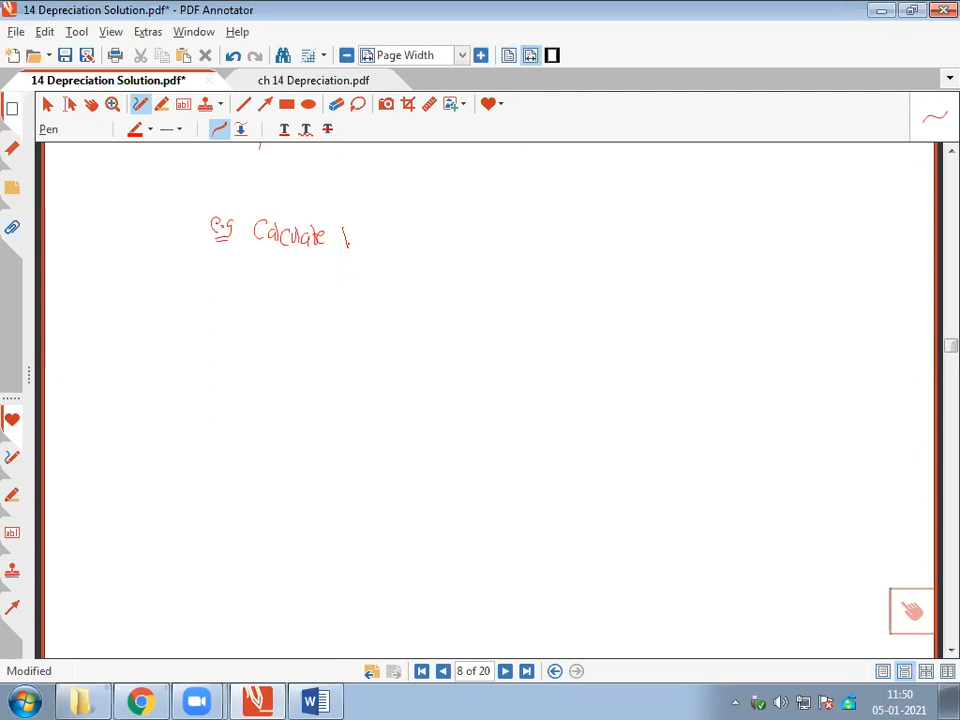 14 Depreciation Solution.pdf* - PDF Annotator
File Edit Tool View Extras Window Help
Page Width
14 Depreciation Solution.pdf* ch 14 Depreciation.pdf
Pen
e.g Calculate
Modified
8 of 20
11:50
05-01-2021